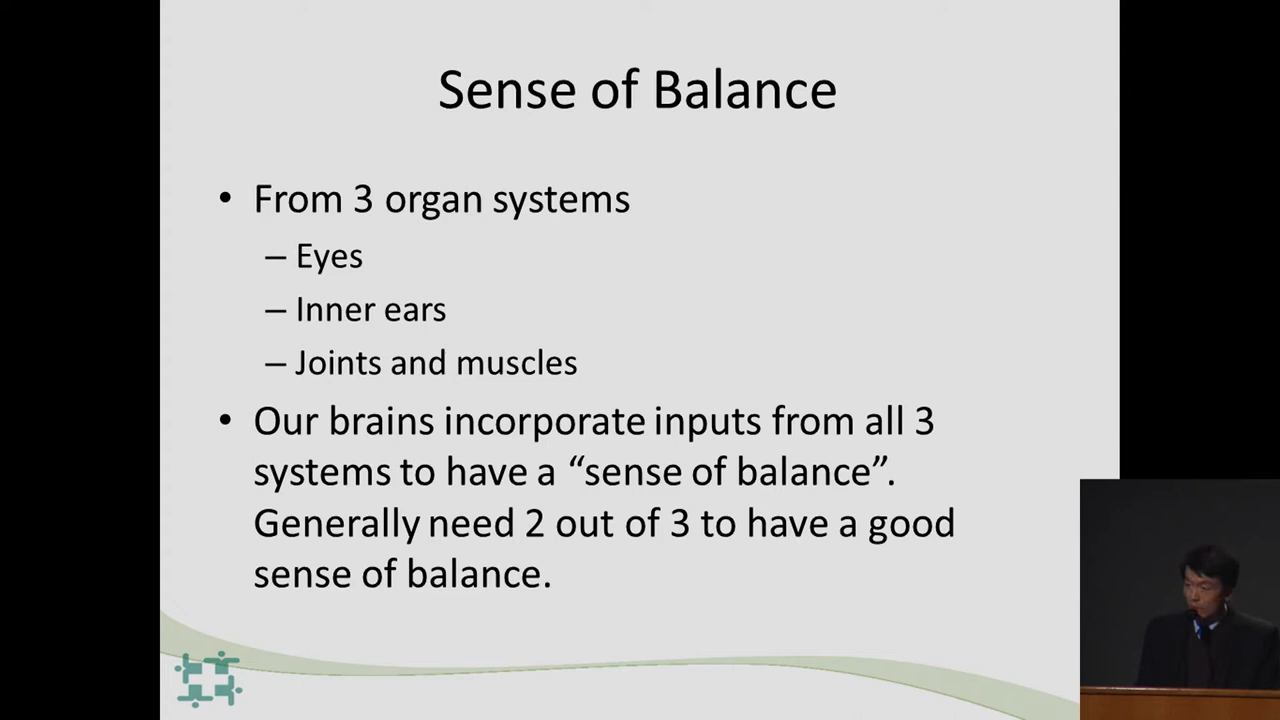 Sense of Balance
• From 3 organ systems
– Eyes
– Inner ears
– Joints and muscles
• Our brains incorporate inputs from all 3
systems to have a “sense of balance”.
Generally need 2 out of 3 to have a good
sense of balance.